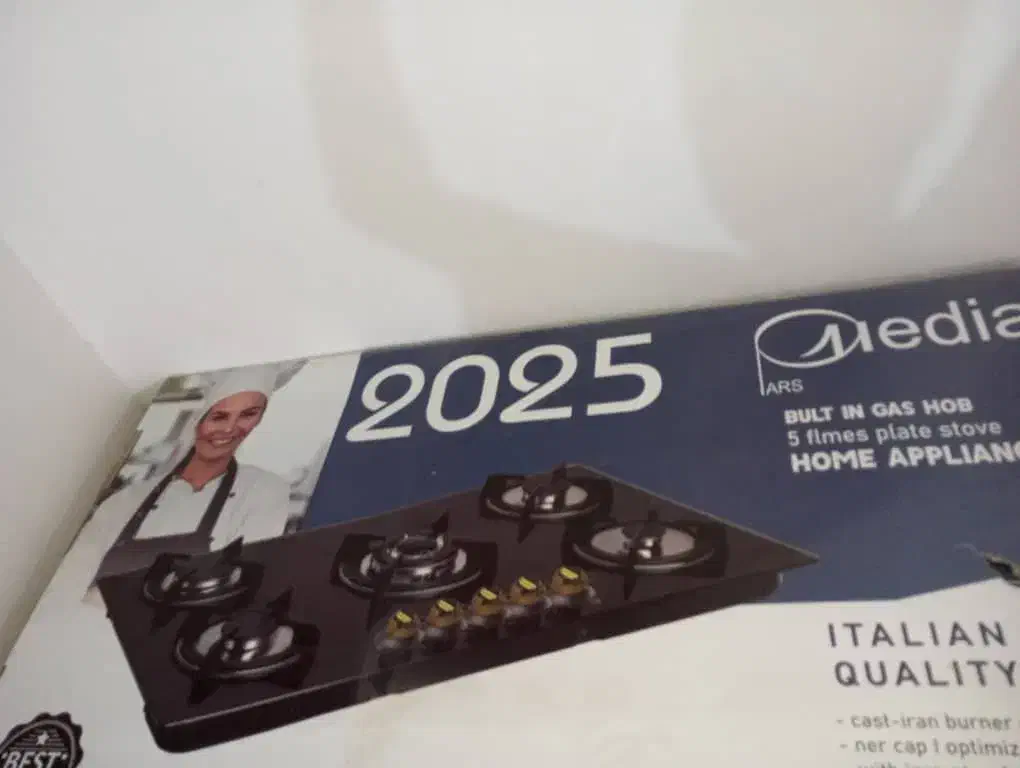 2025
Media
PARS
BULT IN GAS HOB
5 flmes plate stove
HOME APPLIANC
ITALIAN
QUALITY
- cast-iran burner
- ner cap l optimiz
BEST